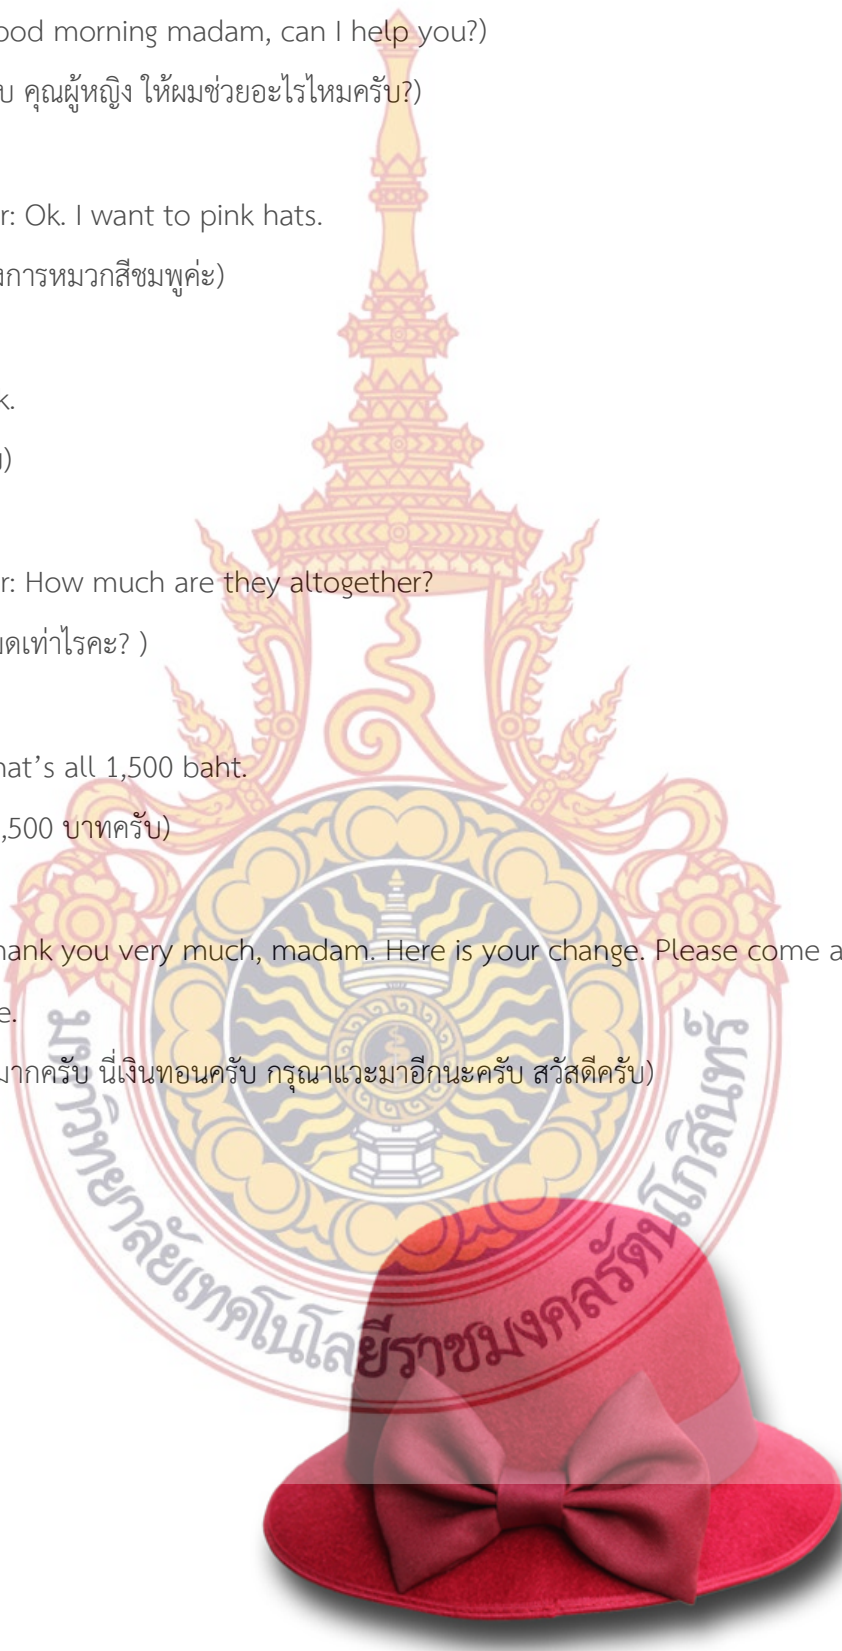 ood morning madam, can I help you?)
บ คุณผู้หญิง ให้ผมช่วยอะไรไหมครับ?)
r: Ok. I want to pink hats.
งการหมวกสีชมพูค่ะ)
k.
)
r: How much are they altogether?
มดเท่าไรคะ? )
hat’s all 1,500 baht.
,500 บาทครับ)
hank you very much, madam. Here is your change. Please come a
e.
มากครับ นี่เงินทอนครับ กรุณาแวะมาอีกนะครับ สวัสดีครับ)
มหาวิทยาลัยเทคโนโลยีราชมงคลรัตนโกสินทร์